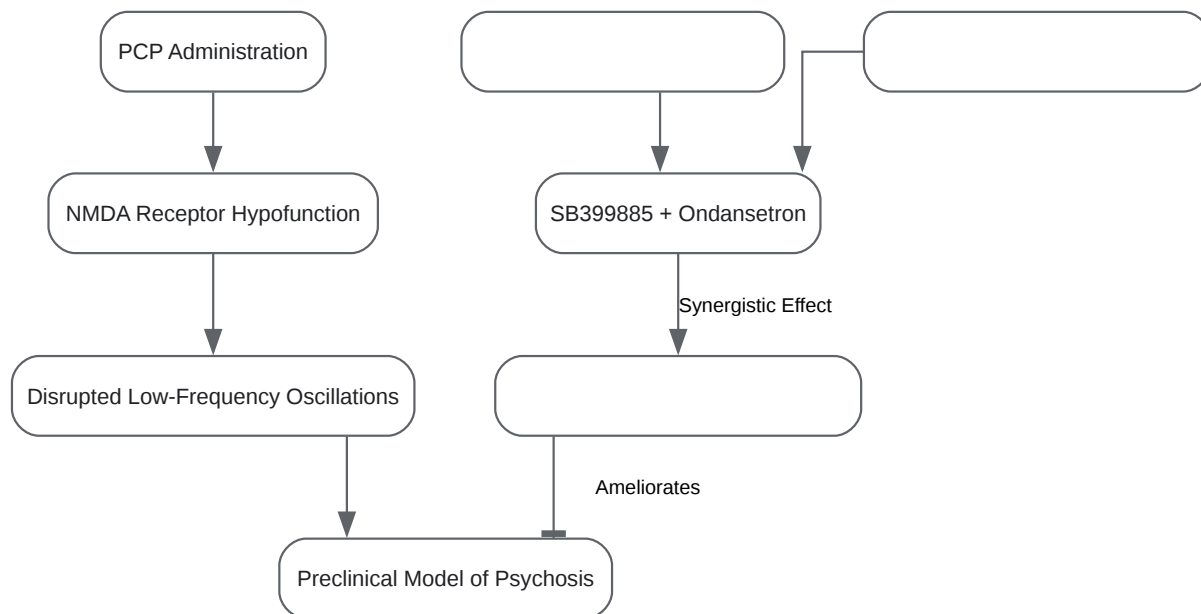 PCP Administration
NMDA Receptor Hypofunction
SB399885 + Ondansetron
Synergistic Effect
Disrupted Low-Frequency Oscillations
Ameliorates
Preclinical Model of Psychosis